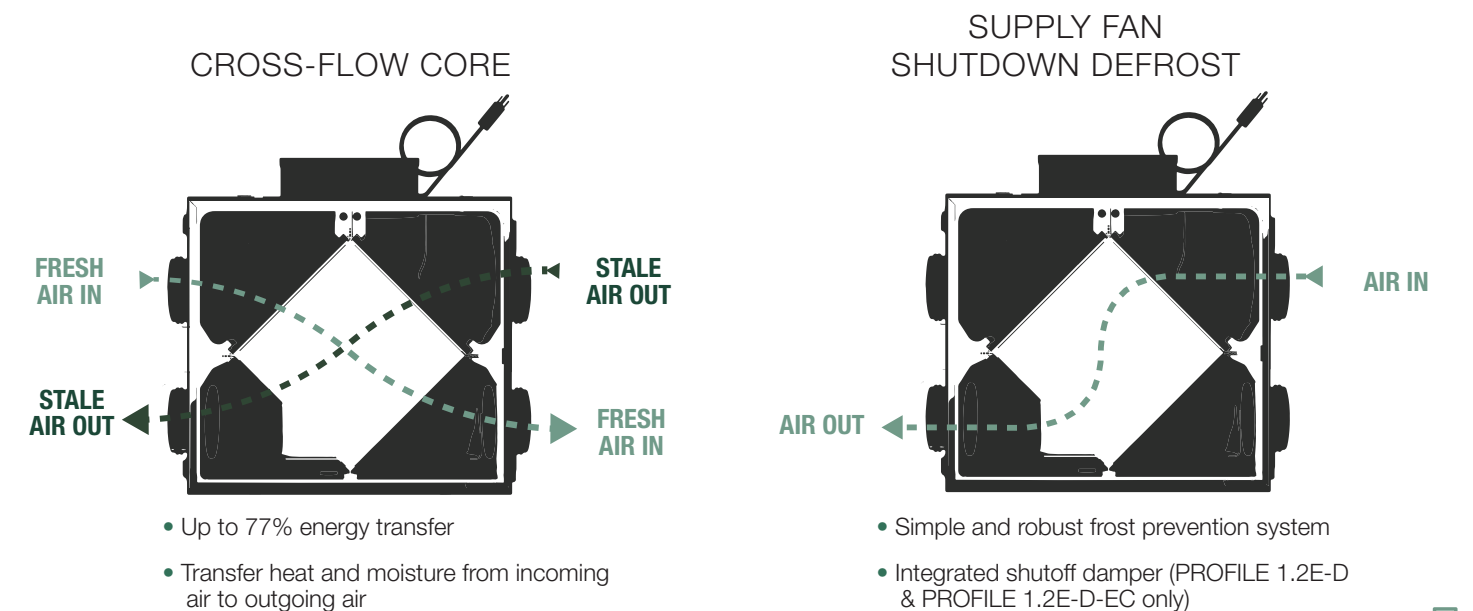 CROSS-FLOW CORE
FRESH
AIR IN
STALE
AIR OUT
STALE
AIR OUT
FRESH
AIR IN
• Up to 77% energy transfer
• Transfer heat and moisture from incoming
air to outgoing air
SUPPLY FAN
SHUTDOWN DEFROST
AIR IN
AIR OUT
• Simple and robust frost prevention system
• Integrated shutoff damper (PROFILE 1.2E-D
& PROFILE 1.2E-D-EC only)